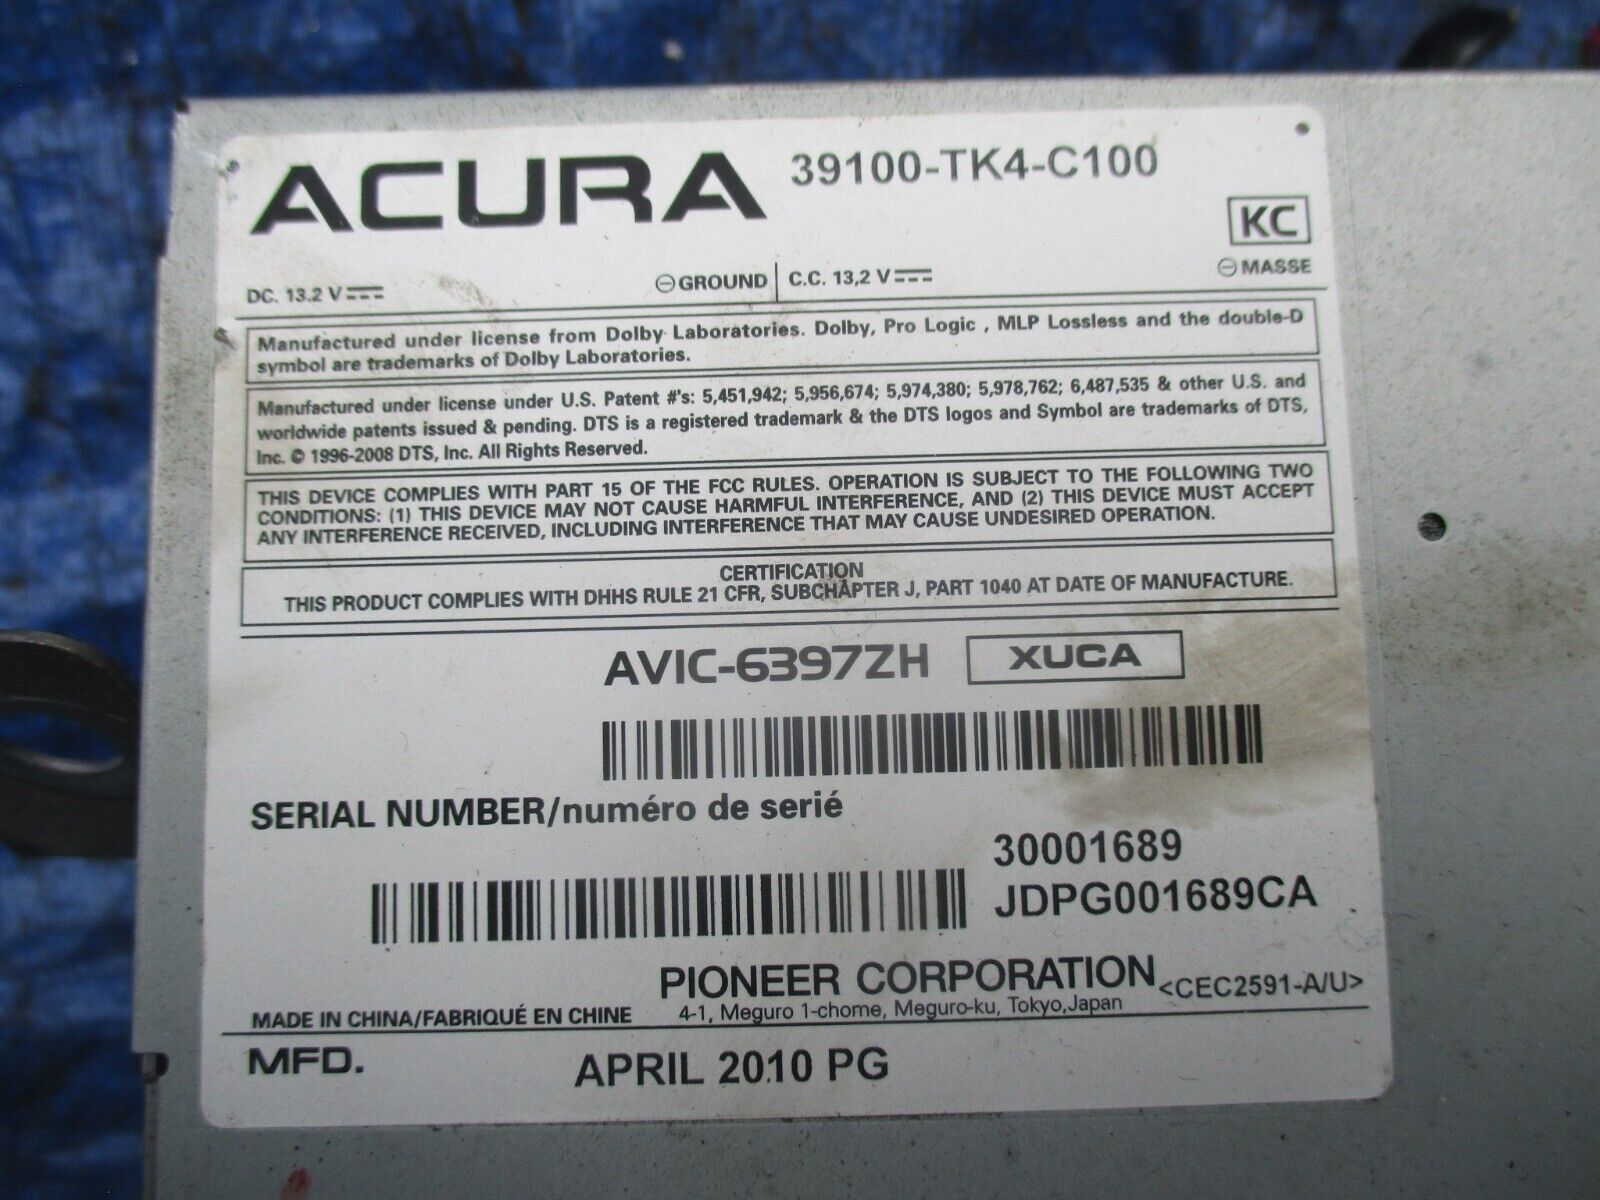 ACURA 39100-TK4-C100
KC
DC. 13.2 V ⊖GROUND C.C. 13,2 V ⊖MASSE
Manufactured under license from Dolby Laboratories. Dolby, Pro Logic , MLP Lossless and the double-D
symbol are trademarks of Dolby Laboratories.
Manufactured under license under U.S. Patent #'s: 5,451,942; 5,956,674; 5,974,380; 5,978,762; 6,487,535 & other U.S. and
worldwide patents issued & pending. DTS is a registered trademark & the DTS logos and Symbol are trademarks of DTS,
Inc. © 1996-2008 DTS, Inc. All Rights Reserved.
THIS DEVICE COMPLIES WITH PART 15 OF THE FCC RULES. OPERATION IS SUBJECT TO THE FOLLOWING TWO
CONDITIONS: (1) THIS DEVICE MAY NOT CAUSE HARMFUL INTERFERENCE, AND (2) THIS DEVICE MUST ACCEPT
ANY INTERFERENCE RECEIVED, INCLUDING INTERFERENCE THAT MAY CAUSE UNDESIRED OPERATION.
CERTIFICATION
THIS PRODUCT COMPLIES WITH DHHS RULE 21 CFR, SUBCHAPTER J, PART 1040 AT DATE OF MANUFACTURE.
AVIC-6397ZH XUCA
SERIAL NUMBER/numéro de serié
30001689
JDPG001689CA
PIONEER CORPORATION <CEC2591-A/U>
MADE IN CHINA/FABRIQUÉ EN CHINE 4-1, Meguro 1-chome, Meguro-ku, Tokyo,Japan
MFD. APRIL 2010 PG